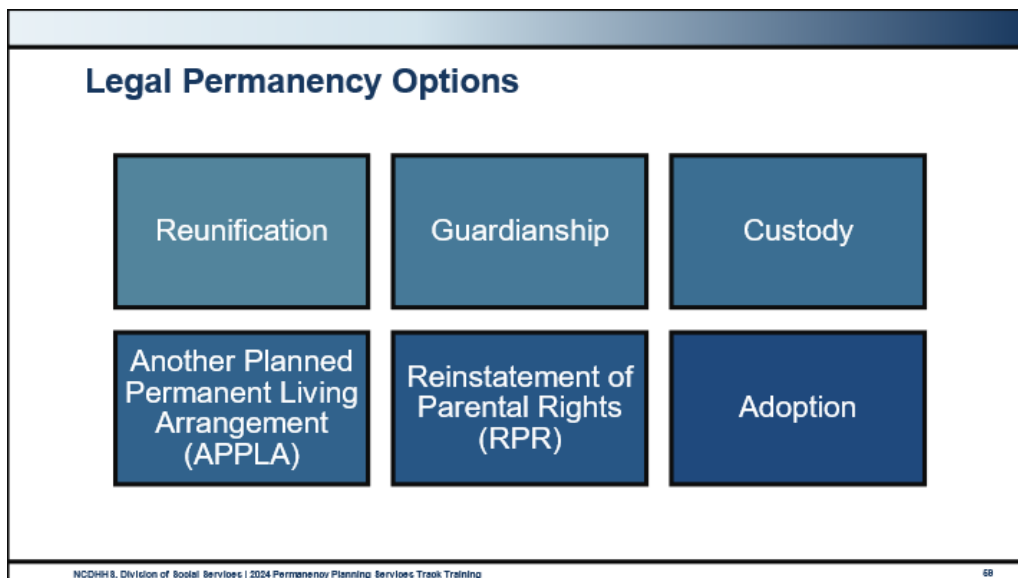 Legal Permanency Options
Reunification
Guardianship
Custody
Another Planned
Permanent Living
Arrangement
(APPLA)
Reinstatement of
Parental Rights
(RPR)
Adoption
NCDHHS, Division of Social Services | 2024 Permanency Planning Services Track Training
58